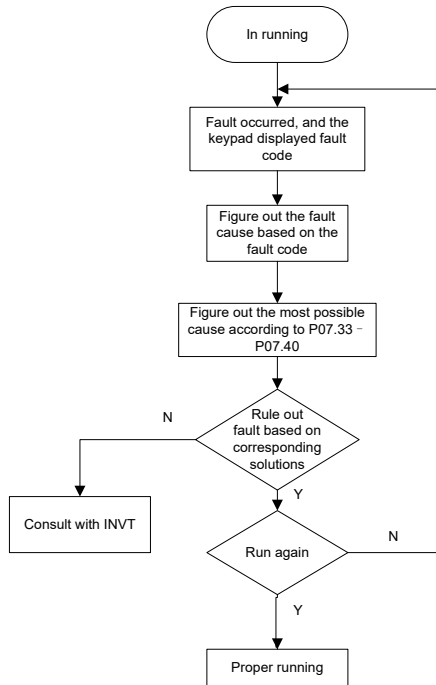 In running
Fault occurred, and the
keypad displayed fault
code
Figure out the fault
cause based on the
fault code
Figure out the most possible
cause according to P07.33–
P07.40
N
Rule out
fault based on
corresponding
solutions
Y
Consult with INVT
Run again
N
Y
Proper running